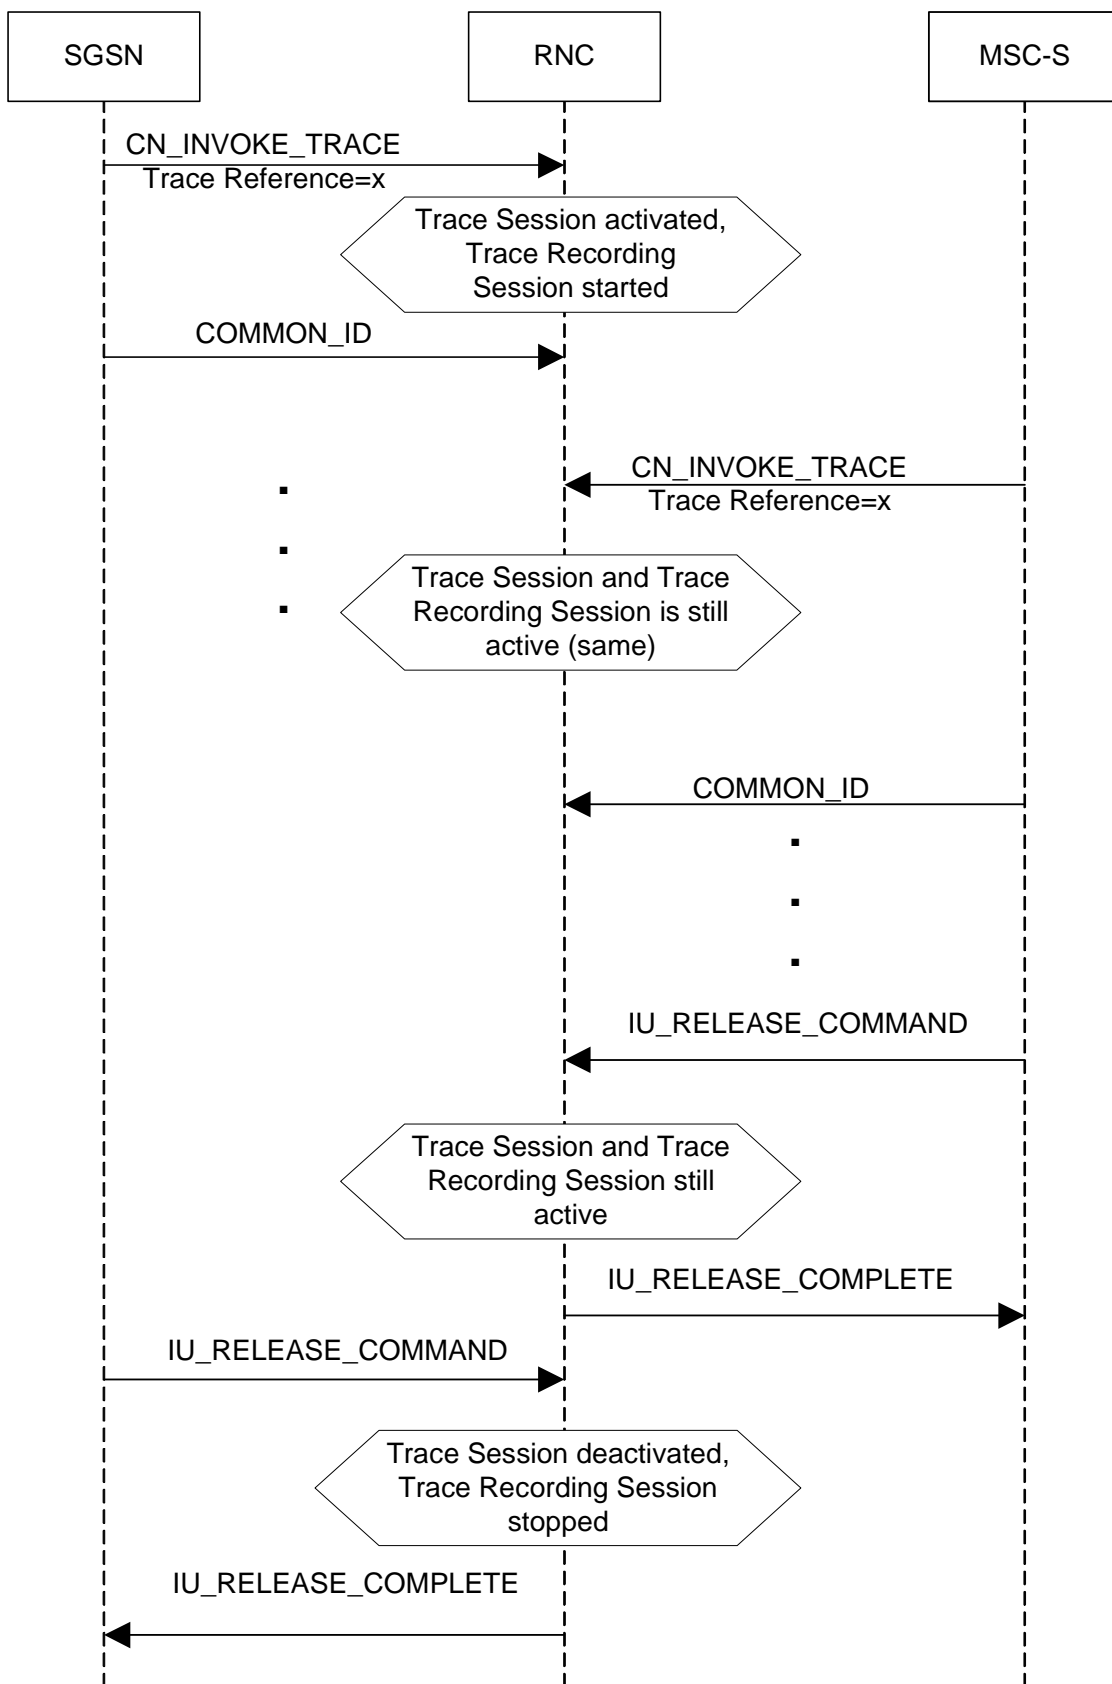 SGSN
RNC
MSC-S
CN_INVOKE_TRACE
Trace Reference=x
Trace Session activated,
Trace Recording
Session started
COMMON_ID
CN_INVOKE_TRACE
Trace Reference=x
Trace Session and Trace
Recording Session is still
active (same)
COMMON_ID
IU_RELEASE_COMMAND
Trace Session and Trace
Recording Session still
active
IU_RELEASE_COMPLETE
IU_RELEASE_COMMAND
Trace Session deactivated,
Trace Recording Session
stopped
IU_RELEASE_COMPLETE